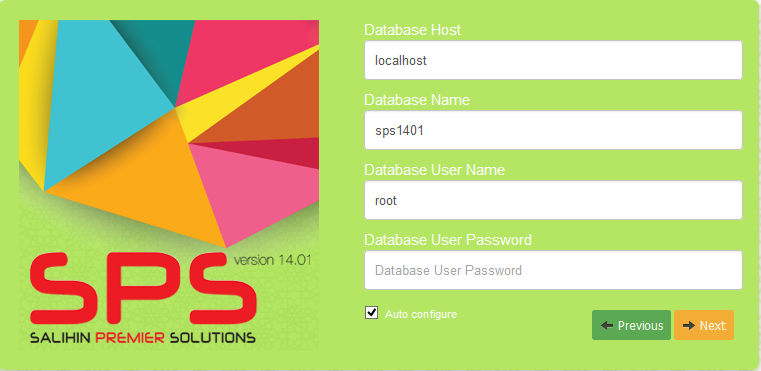 Database Host
localhost
Database Name
sps1401
Database User Name
root
Database User Password
Database User Password
Auto configure
Previous
Next
SPS
version 14.01
SALIHIN PREMIER SOLUTIONS